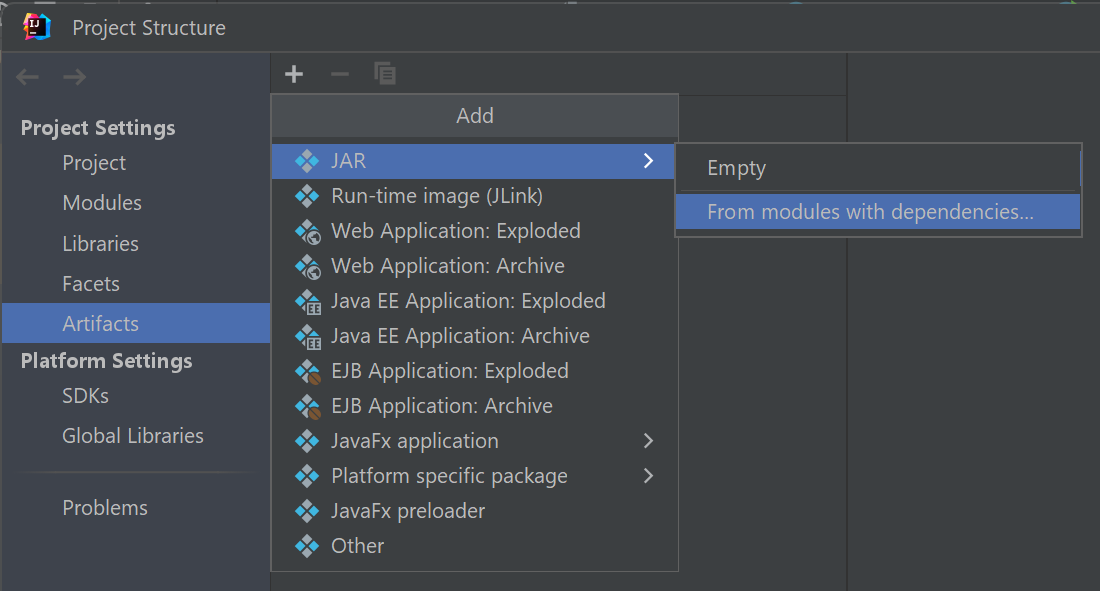 Project Structure
Project Settings
Project
Modules
Libraries
Facets
Artifacts
Platform Settings
SDKs
Global Libraries
Problems
Add
JAR
Run-time image (JLink)
Web Application: Exploded
Web Application: Archive
Java EE Application: Exploded
Java EE Application: Archive
EJB Application: Exploded
EJB Application: Archive
JavaFx application
Platform specific package
JavaFx preloader
Other
Empty
From modules with dependencies...